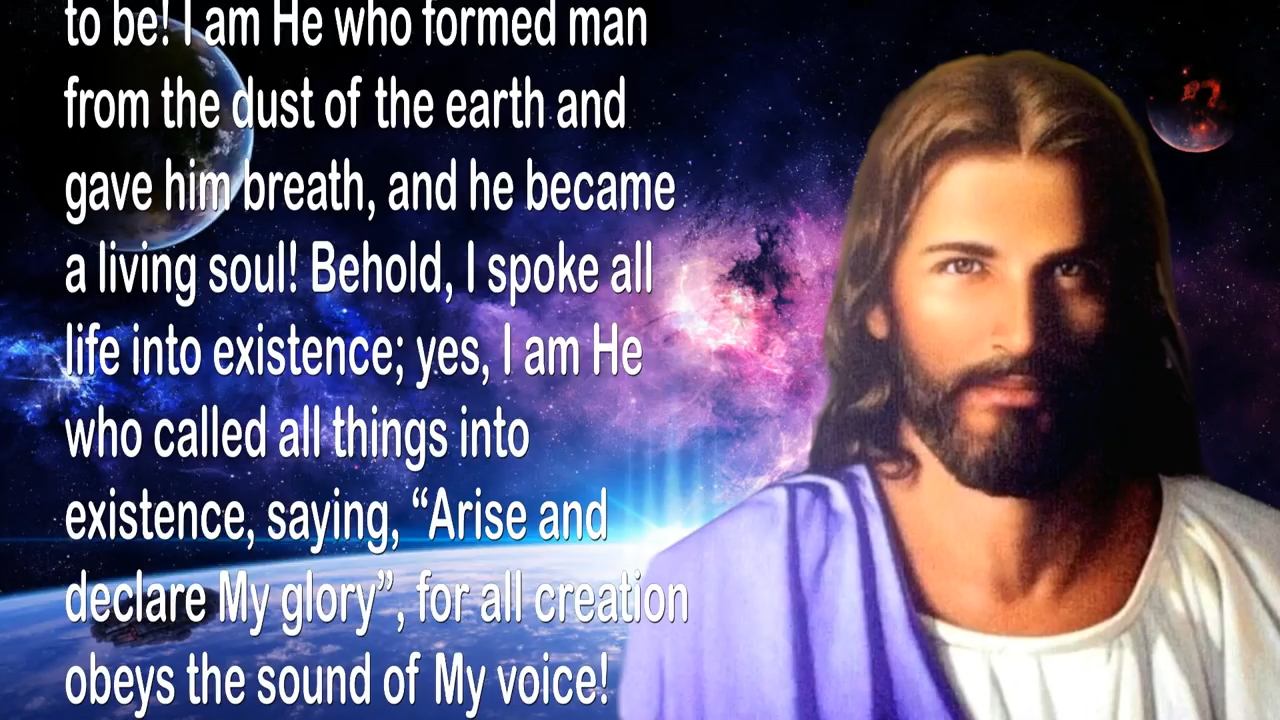 to be! I am He who formed man
from the dust of the earth and
gave him breath, and he became
a living soul! Behold, I spoke all
life into existence; yes, I am He
who called all things into
existence, saying, “Arise and
declare My glory”, for all creation
obeys the sound of My voice!